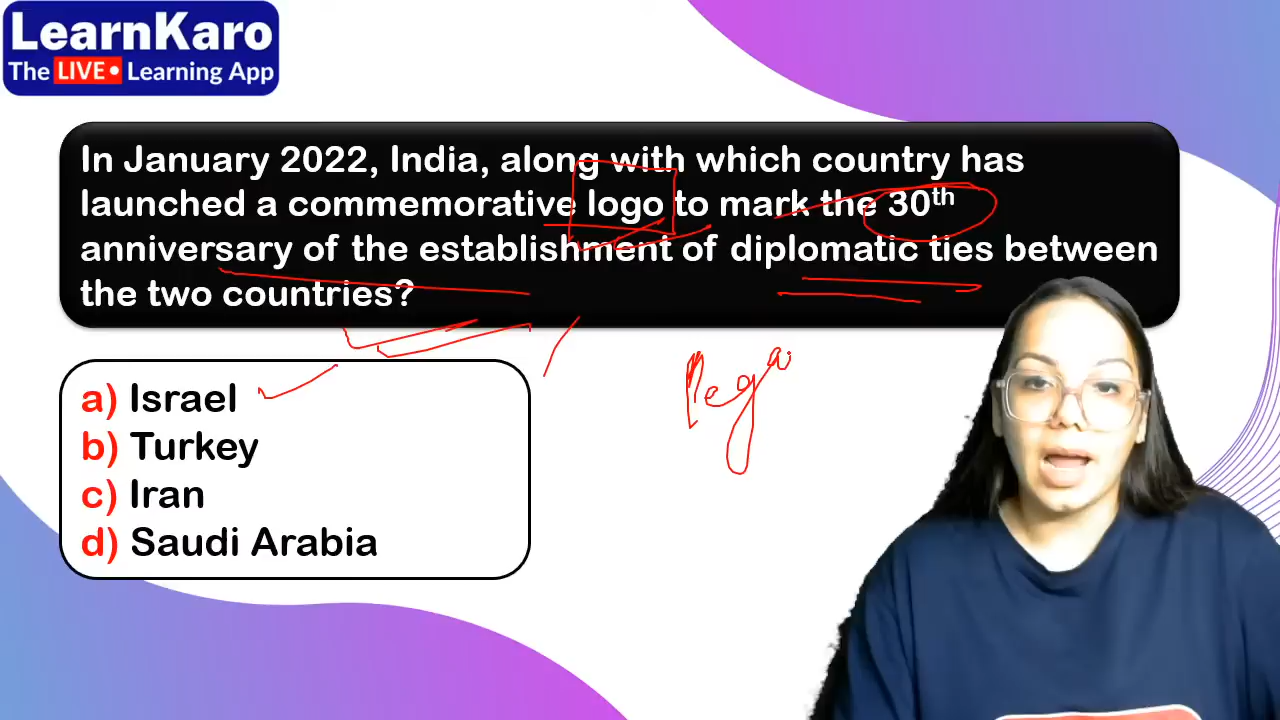 LearnKaro
The LIVE• Learning App
In January 2022, India, along with which country has
launched a commemorative logo to mark the 30th
anniversary of the establishment of diplomatic ties between
the two countries?
a) Israel
b) Turkey
c) Iran
d) Saudi Arabia
Pega